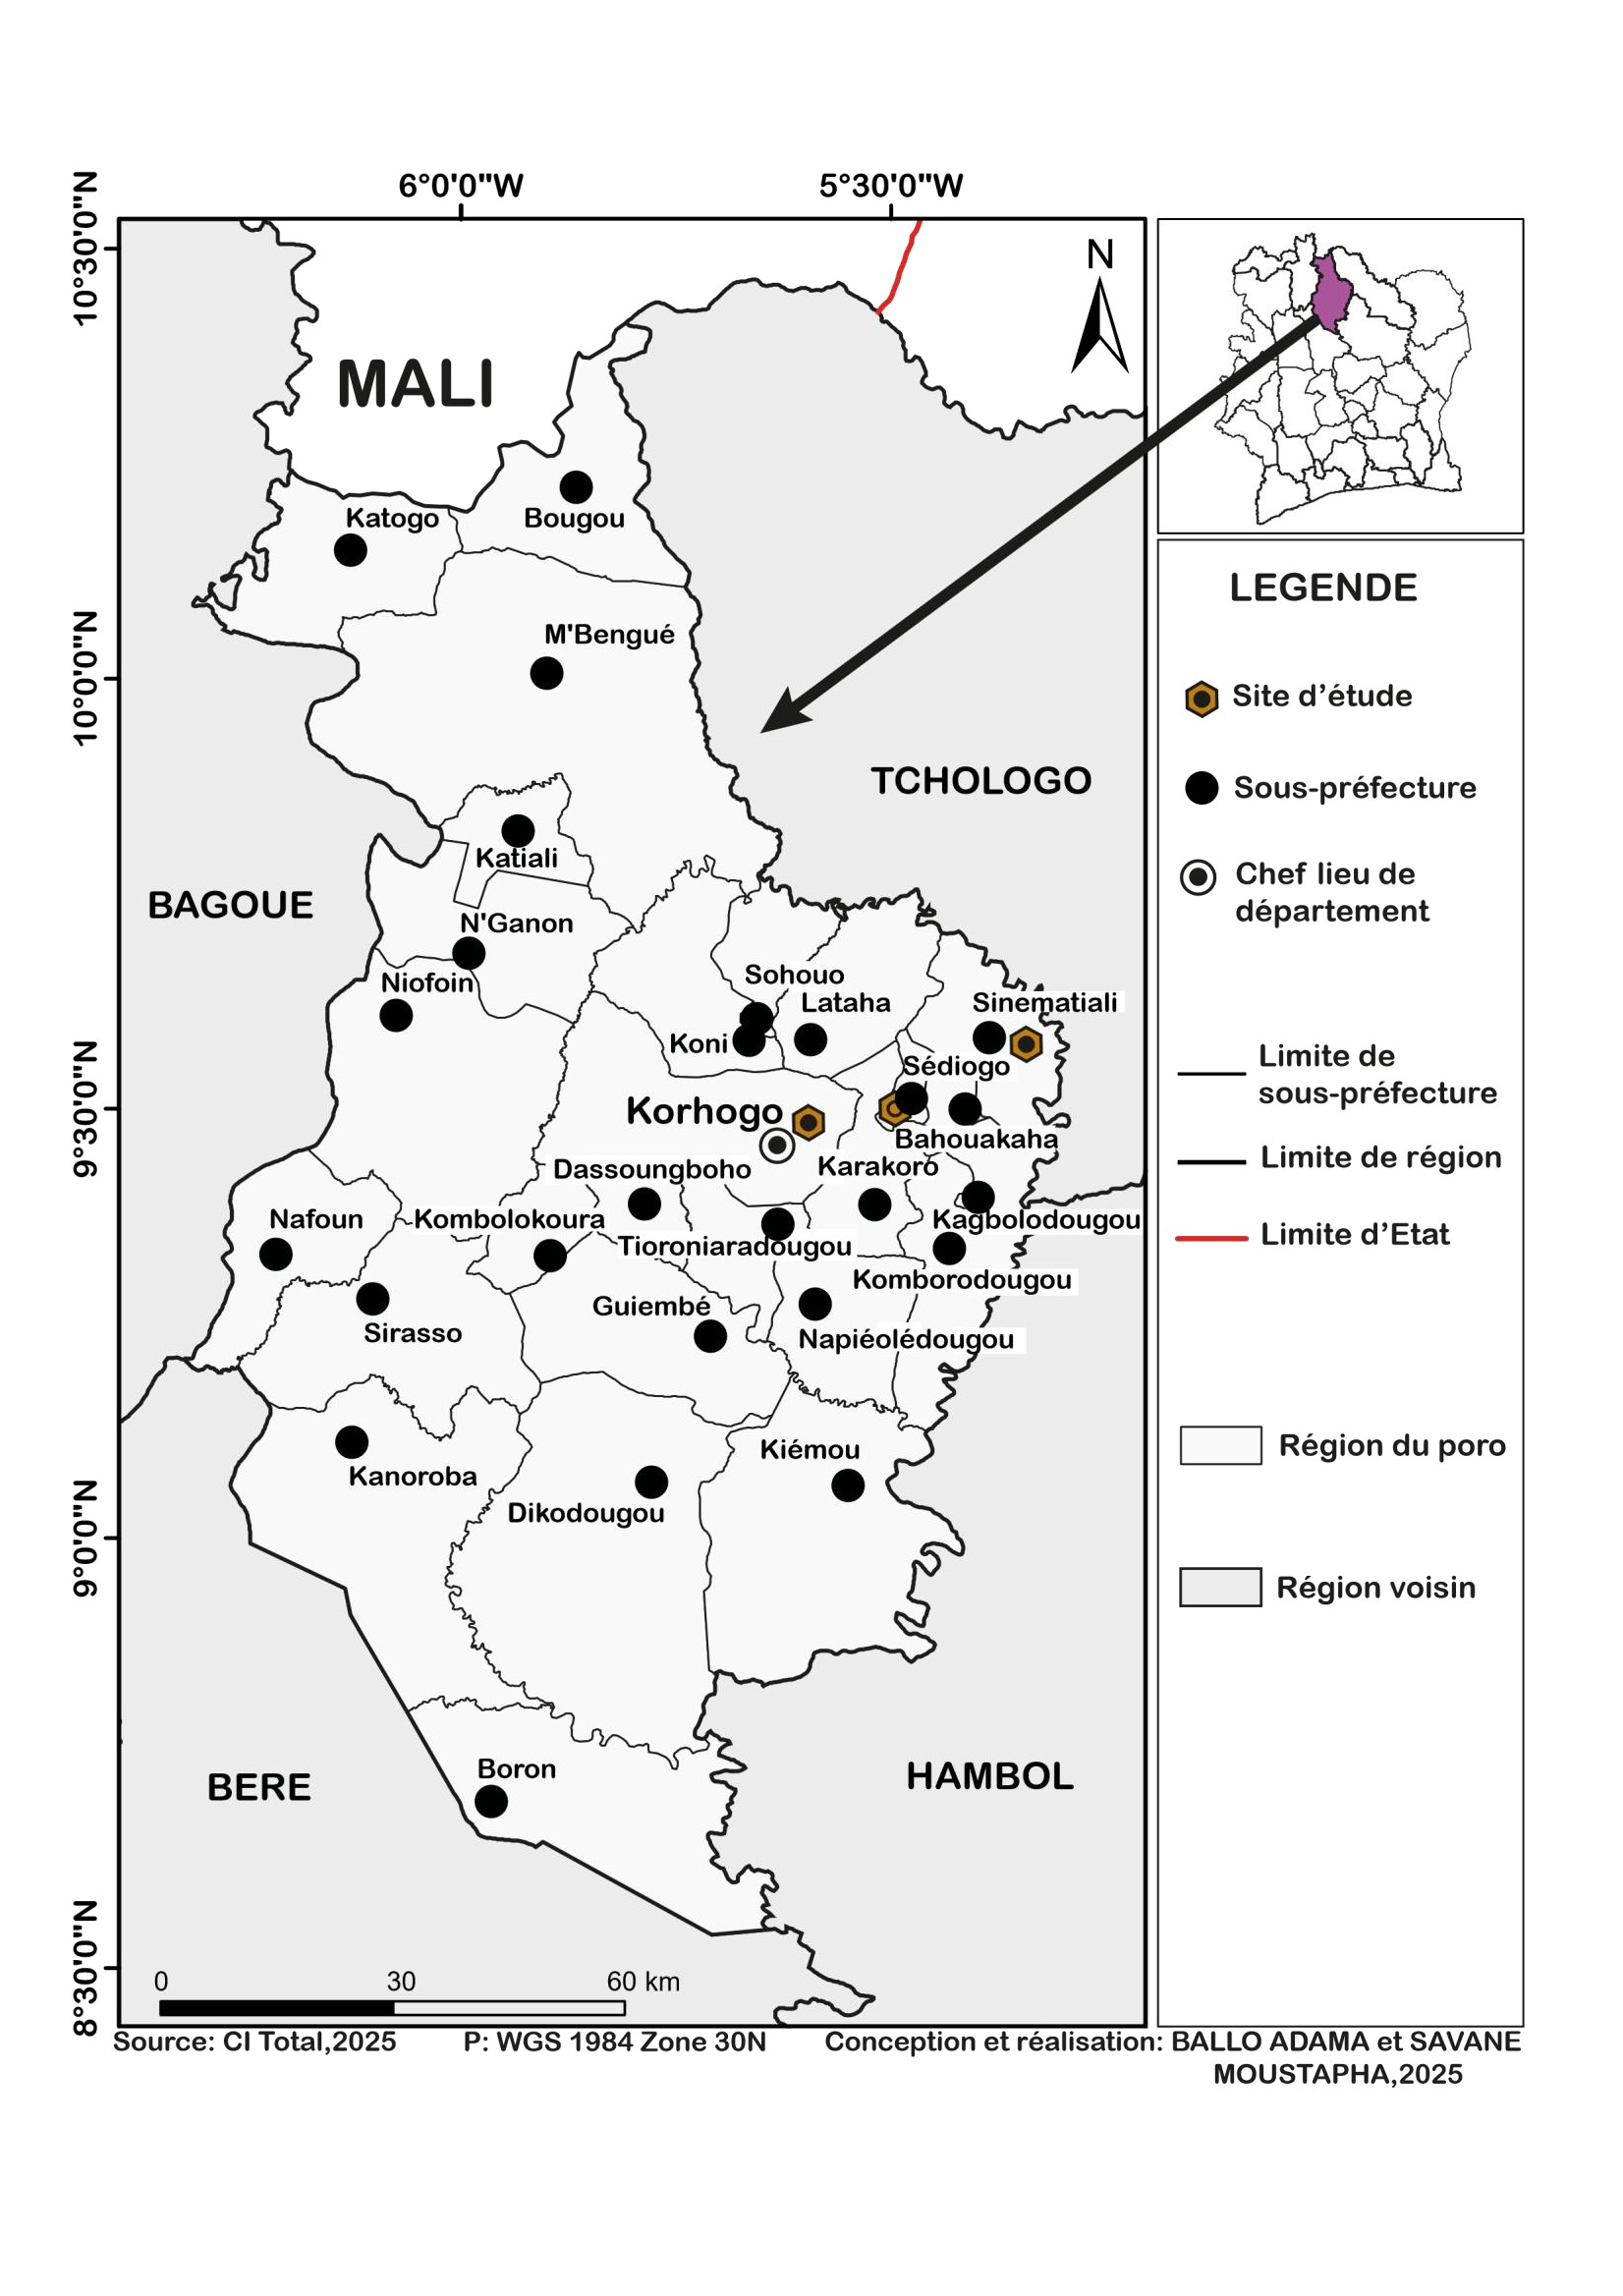 6°0'0"W
5°30'0"W
10°30'0"N
10°0'0"N
9°30'0"N
9°0'0"N
8°30'0"N
N
MALI
Katogo
Bougou
M'Bengué
TCHOLOGO
Katiali
BAGOUE
N'Ganon
Niofoin
Sohouo
Lataha
Sinematiali
Koni
Sédiogo
Korhogo
Bahouakaha
Dassoungboho
Karakoro
Nafoun
Kombolokoura
Kagbolodougou
Tioroniaradougou
Komborodougou
Guiembé
Sirasso
Napiéolédougou
Kiémou
Kanoroba
Dikodougou
Boron
BERE
HAMBOL
0 30 60 km
LEGENDE
Site d’étude
Sous-préfecture
Chef lieu de
département
Limite de
sous-préfecture
Limite de région
Limite d’Etat
Région du poro
Région voisin
Source: CI Total,2025 P: WGS 1984 Zone 30N Conception et réalisation: BALLO ADAMA et SAVANE
MOUSTAPHA,2025